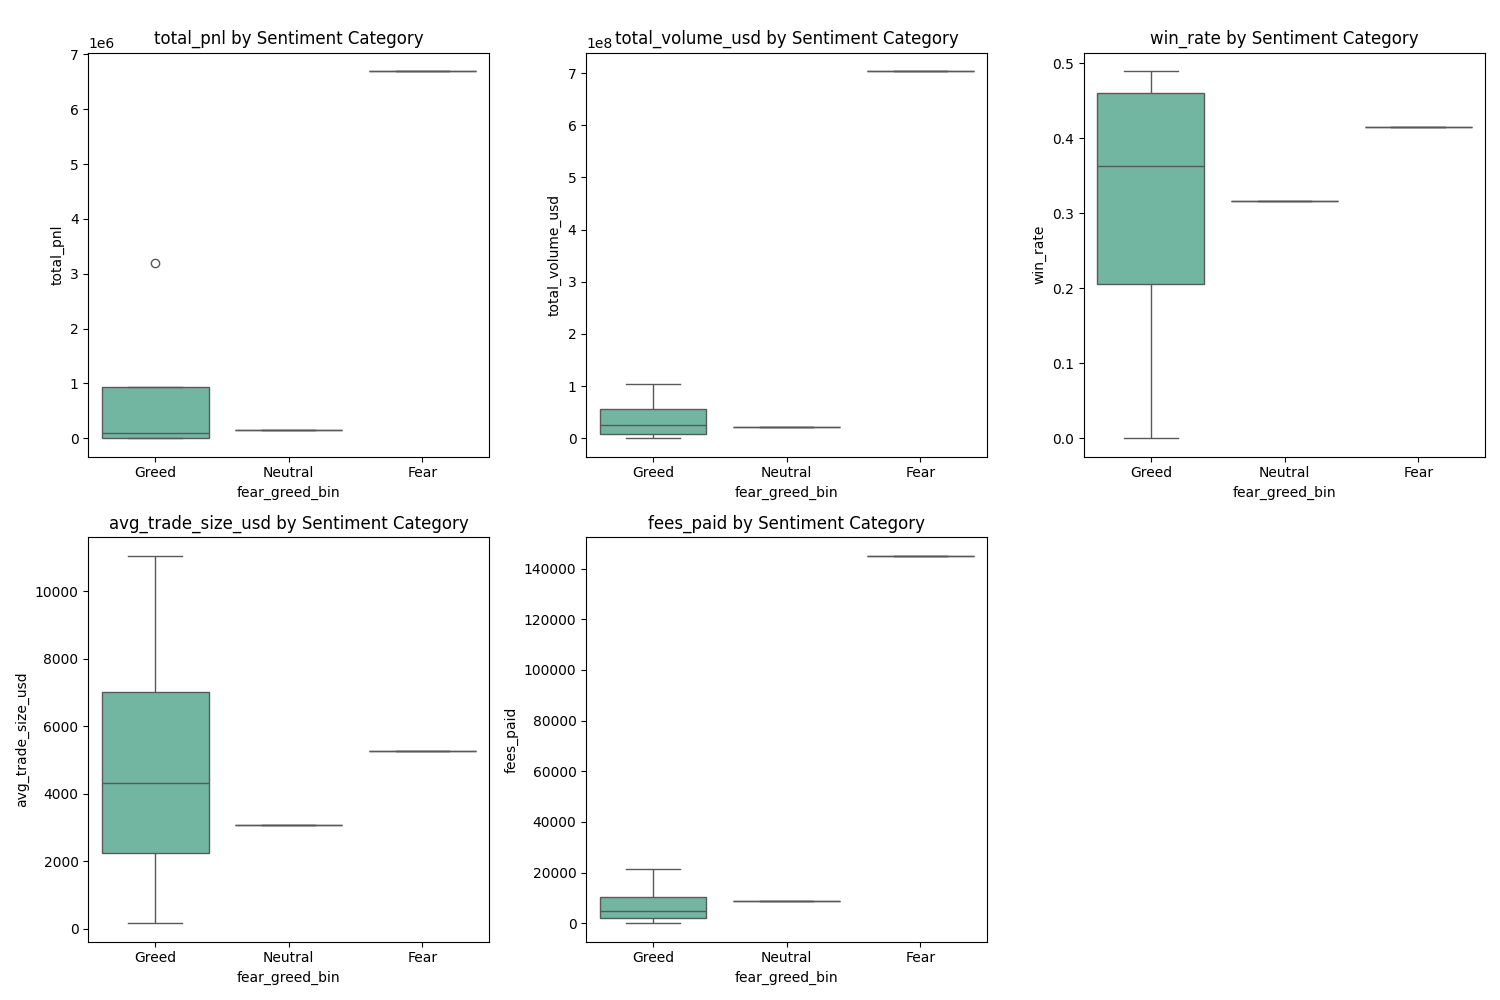 total_pnl by Sentiment Category
1e6
7
6
5
4
3
2
1
0
total_pnl
Greed Neutral Fear
fear_greed_bin
total_volume_usd by Sentiment Category
1e8
7
6
5
4
3
2
1
0
total_volume_usd
Greed Neutral Fear
fear_greed_bin
win_rate by Sentiment Category
0.5
0.4
0.3
0.2
0.1
0.0
win_rate
Greed Neutral Fear
fear_greed_bin
avg_trade_size_usd by Sentiment Category
10000
8000
6000
4000
2000
0
avg_trade_size_usd
Greed Neutral Fear
fear_greed_bin
fees_paid by Sentiment Category
140000
120000
100000
80000
60000
40000
20000
0
fees_paid
Greed Neutral Fear
fear_greed_bin